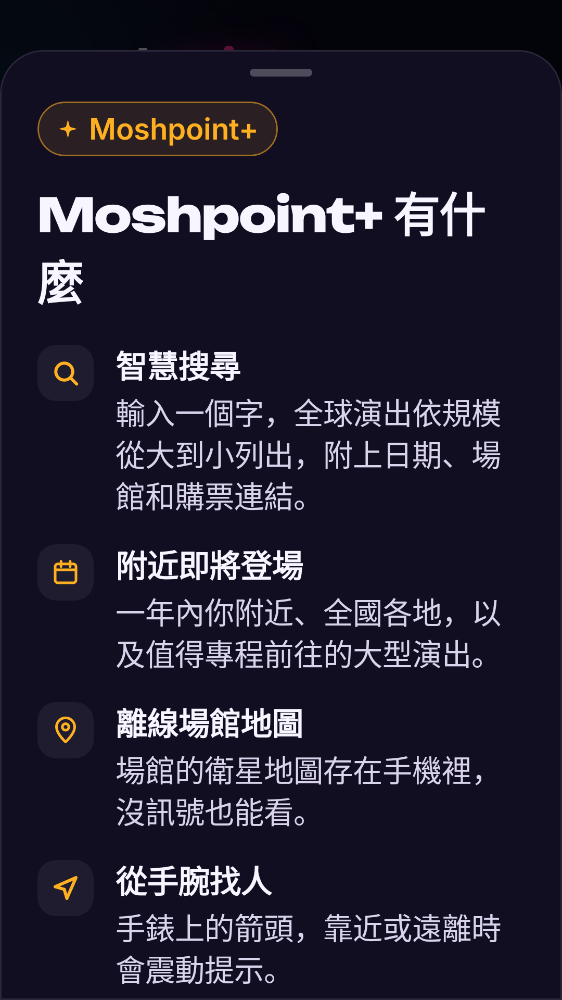 Moshpoint+
Moshpoint+ 有什
麼
智慧搜尋
輸入一個字，全球演出依規模
從大到小列出，附上日期、場
館和購票連結。
附近即將登場
一年內你附近、全國各地，以
及值得專程前往的大型演出。
離線場館地圖
場館的衛星地圖存在手機裡，
沒訊號也能看。
從手腕找人
手錶上的箭頭，靠近或遠離時
會震動提示。